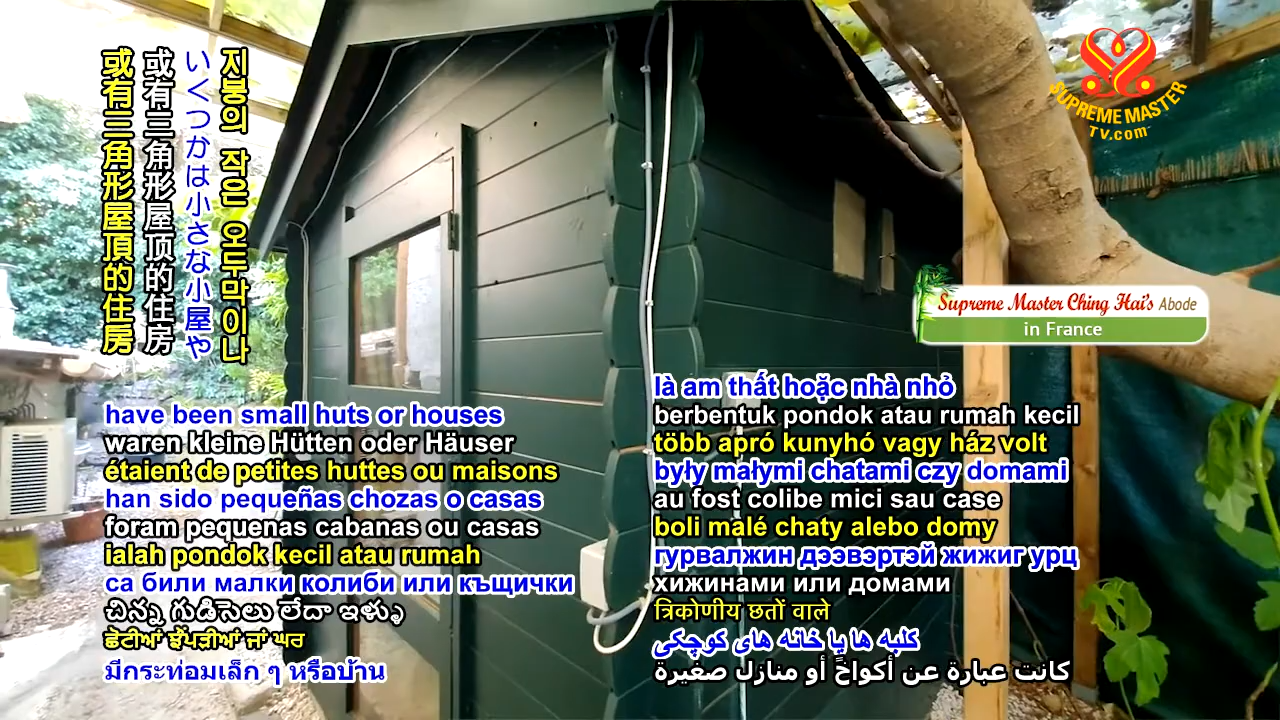 SUPREME MASTER
TV.com
지붕의 작은 오두막이나
いくつかは小さな小屋や
或有三角形屋顶的住房
或有三角形屋頂的住房
Supreme Master Ching Hai's Abode
in France
have been small huts or houses
waren kleine Hütten oder Häuser
étaient de petites huttes ou maisons
han sido pequeñas chozas o casas
foram pequenas cabanas ou casas
ialah pondok kecil atau rumah
са били малки колиби или къщички
చిన్న గుడిసెలు లేదా ఇళ్ళు
ਛੋਟੀਆਂ ਝੌਂਪੜੀਆਂ ਜਾਂ ਘਰ
มีกระท่อมเล็ก ๆ หรือบ้าน
là am thất hoặc nhà nhỏ
berbentuk pondok atau rumah kecil
több apró kunyhó vagy ház volt
były małymi chatami czy domami
au fost colibe mici sau case
boli malé chaty alebo domy
гурвалжин дээвэртэй жижиг урц
хижинами или домами
त्रिकोणीय छतों वाले
کلبه ها یا خانه های کوچکی
كانت عبارة عن أكواخً أو منازل صغيرة